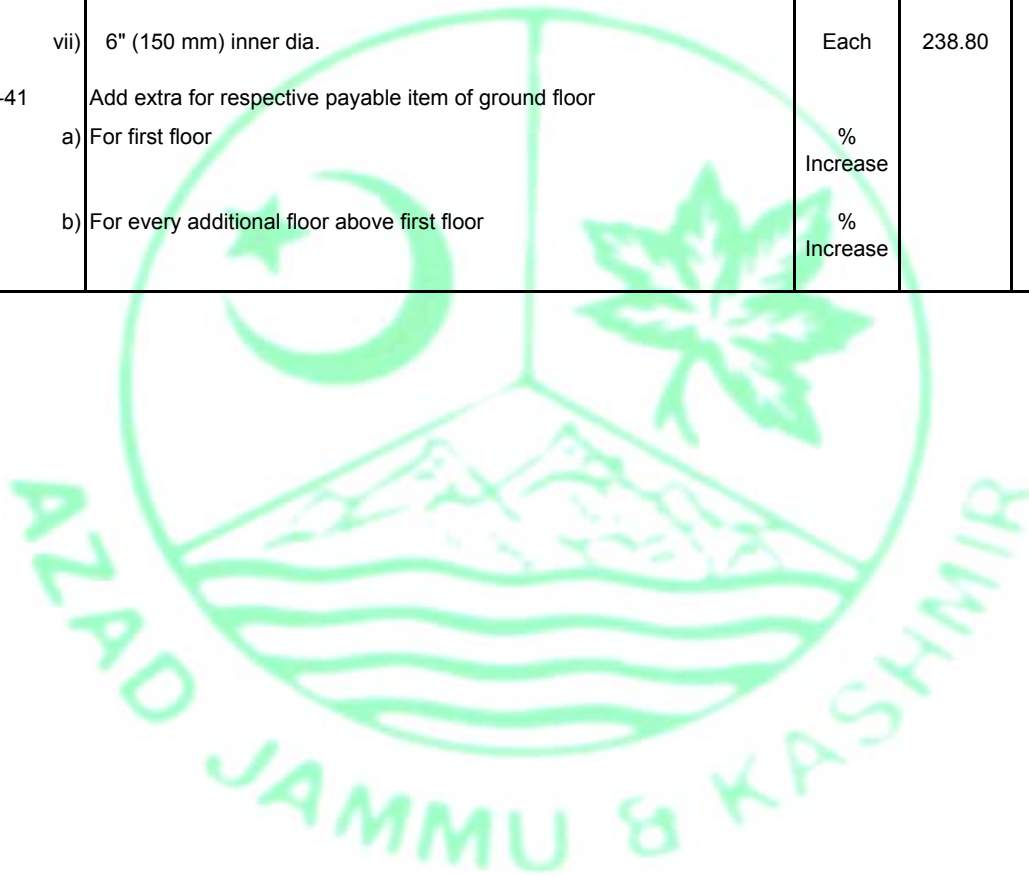 vii) 6" (150 mm) inner dia. Each 238.80
-41 Add extra for respective payable item of ground floor
a) For first floor %
Increase
b) For every additional floor above first floor %
Increase
AZAD JAMMU & KASHMIR